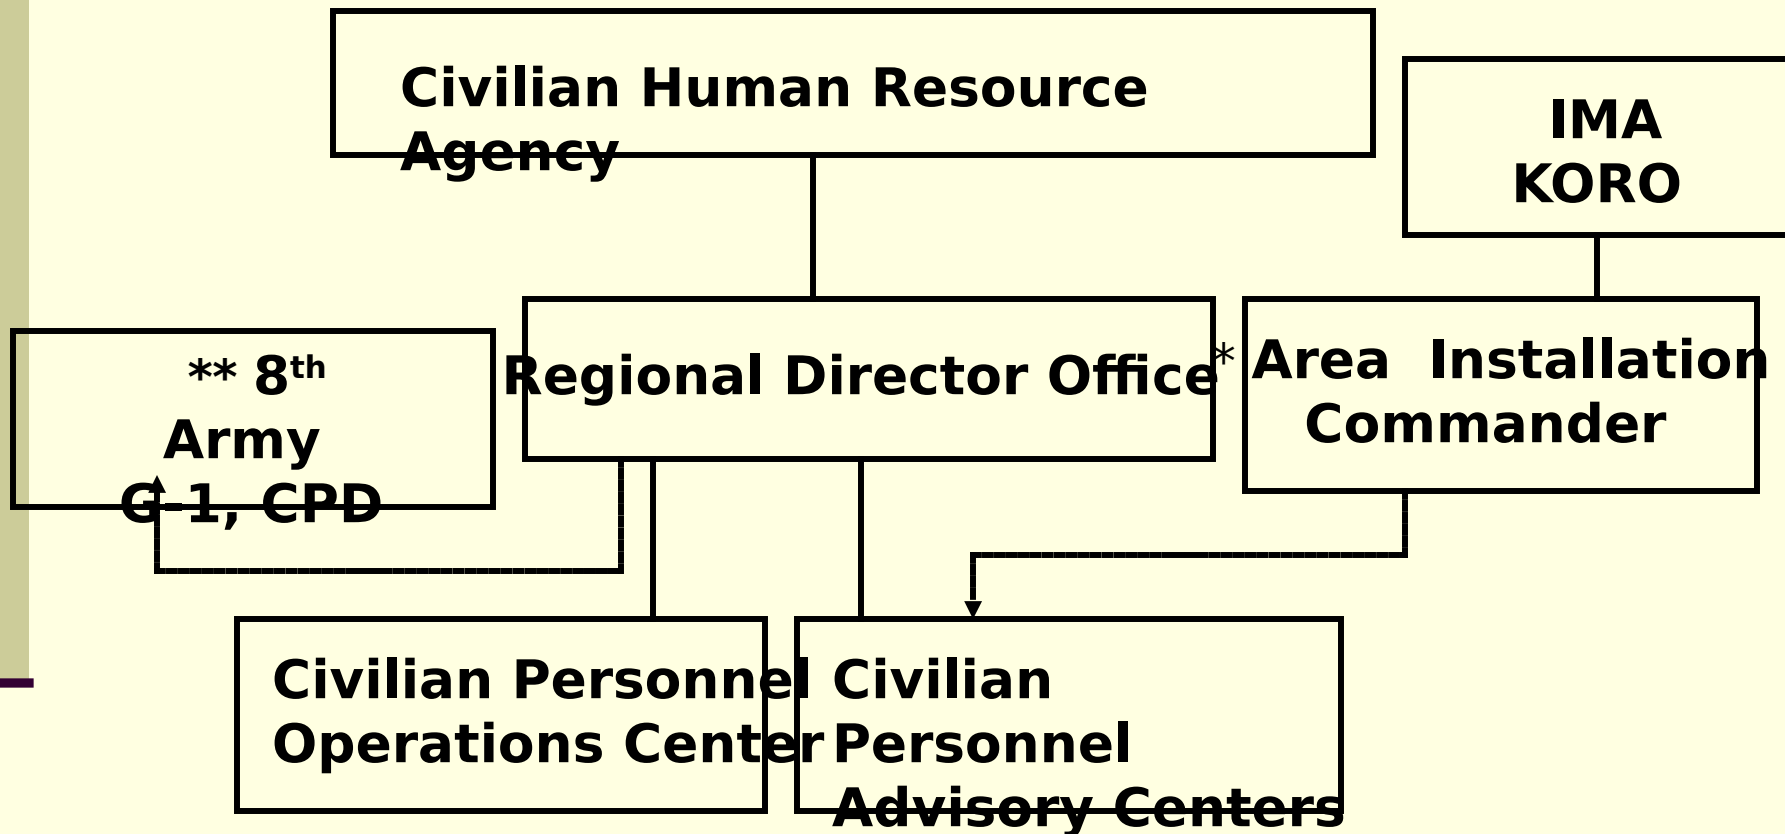 Civilian Human Resource
Agency
IMA
KORO
** 8th
Army
G-1, CPD
Regional Director Office
* Area  Installation
Commander
Civilian Personnel
Operations Center
Civilian
Personnel
Advisory Centers